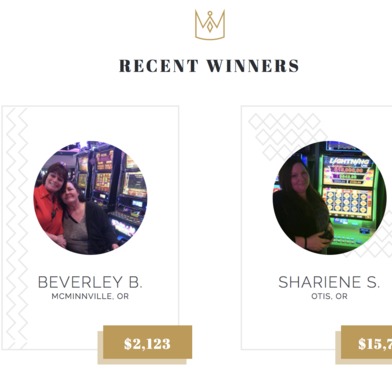 RECENT WINNERS
BEVERLEY B.
MCMINNVILLE, OR
$2,123
SHARIENE S.
OTIS, OR